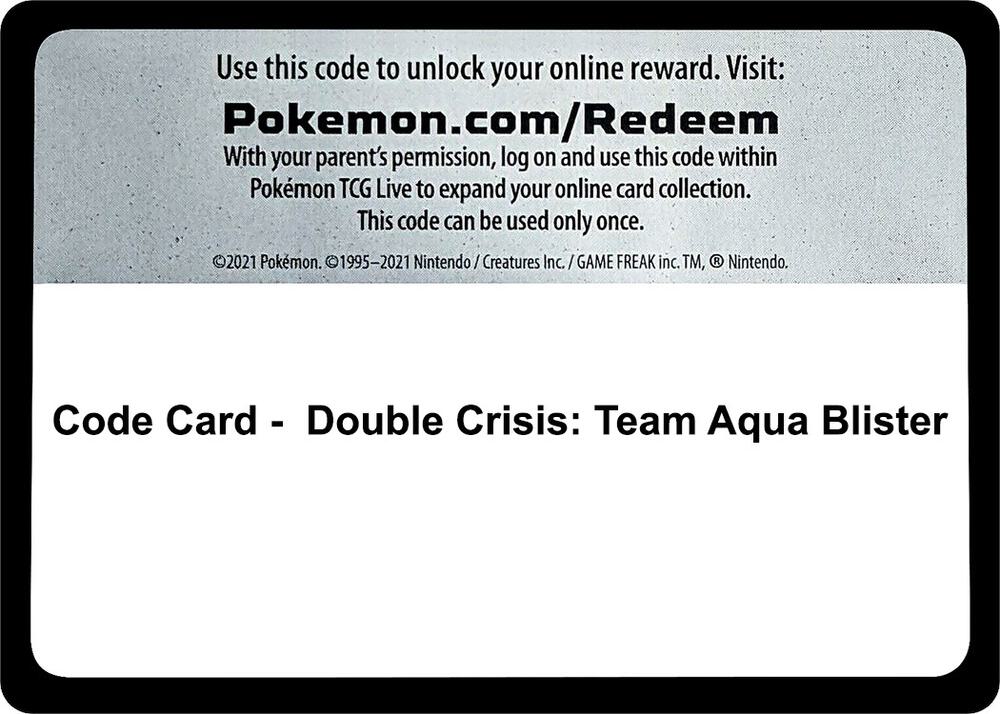 Use this code to unlock your online reward. Visit:
Pokemon.com/Redeem
With your parent's permission, log on and use this code within
Pokémon TCG Live to expand your online card collection.
This code can be used only once.
©2021 Pokémon. ©1995–2021 Nintendo / Creatures Inc. / GAME FREAK inc. TM, ® Nintendo.
Code Card -  Double Crisis: Team Aqua Blister